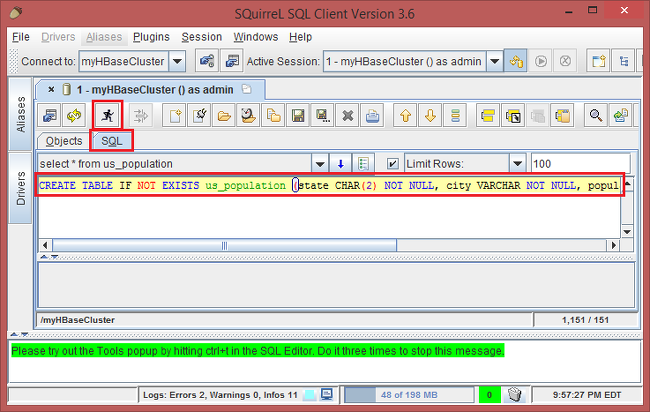 SQuirreL SQL Client Version 3.6
File Drivers Aliases Plugins Session Windows Help
Connect to: myHBaseCluster Active Session: 1 - myHBaseCluster () as admin
1 - myHBaseCluster () as admin
Aliases
Drivers
Objects SQL
select * from us_population Limit Rows: 100
CREATE TABLE IF NOT EXISTS us_population (state CHAR(2) NOT NULL, city VARCHAR NOT NULL, popul
/myHBaseCluster 1,151 / 151
Please try out the Tools popup by hitting ctrl+t in the SQL Editor. Do it three times to stop this message.
Logs: Errors 2, Warnings 0, Infos 11 48 of 198 MB 0 9:57:27 PM EDT